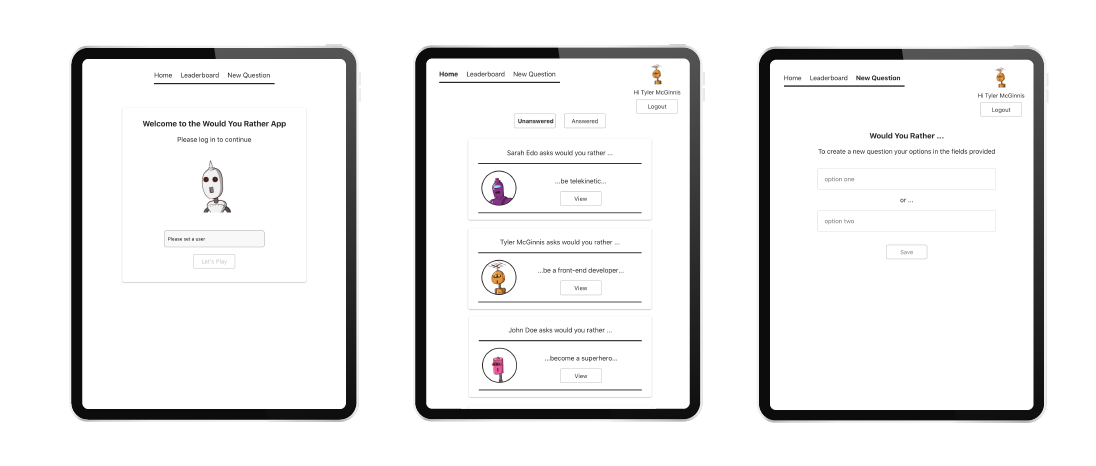 Home Leaderboard New Question
Welcome to the Would You Rather App
Please log in to continue
Please set a user
Let's Play
Home Leaderboard New Question
Hi Tyler McGinnis
Logout
Unanswered Answered
Sarah Edo asks would you rather ...
...be telekinetic...
View
Tyler McGinnis asks would you rather ...
...be a front-end developer...
View
John Doe asks would you rather ...
...become a superhero...
View
Home Leaderboard New Question
Hi Tyler McGinnis
Logout
Would You Rather ...
To create a new question your options in the fields provided
option one
or ...
option two
Save